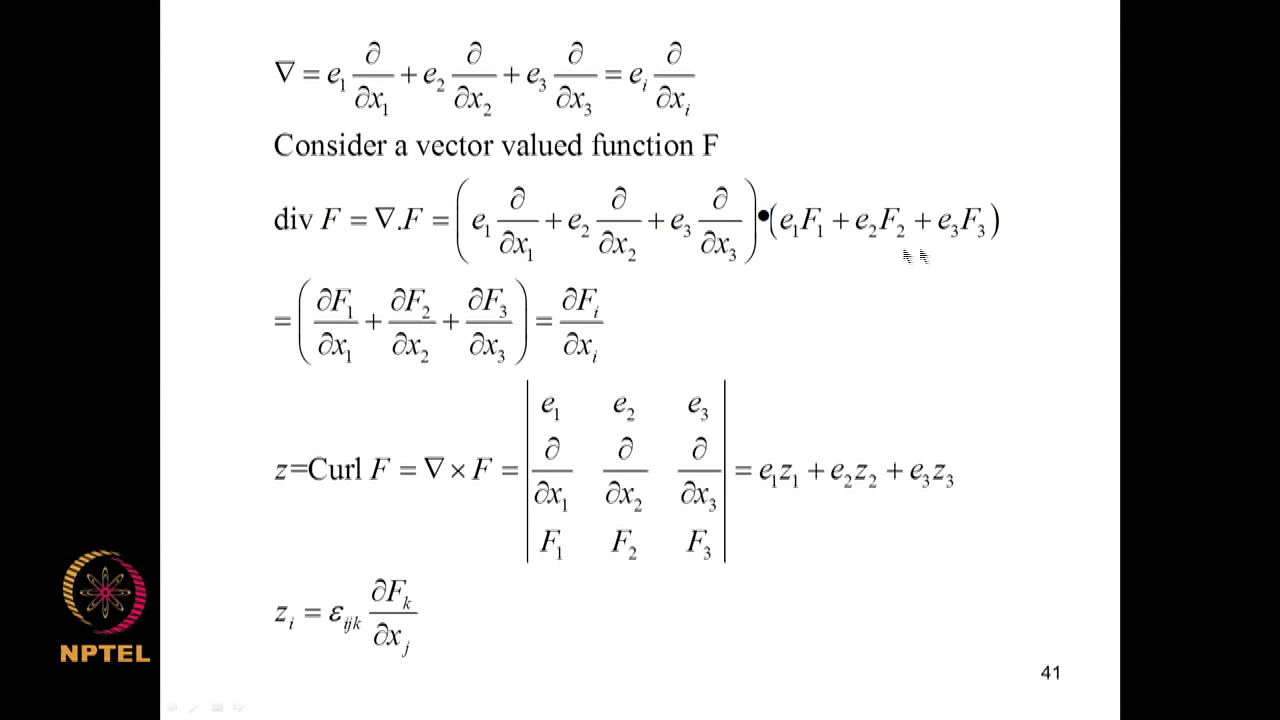 ∇ = e₁ ∂/∂x₁ + e₂ ∂/∂x₂ + e₃ ∂/∂x₃ = eᵢ ∂/∂xᵢ
Consider a vector valued function F
div F = ∇.F = (e₁ ∂/∂x₁ + e₂ ∂/∂x₂ + e₃ ∂/∂x₃)•(e₁F₁ + e₂F₂ + e₃F₃)
= (∂F₁/∂x₁ + ∂F₂/∂x₂ + ∂F₃/∂x₃) = ∂Fᵢ/∂xᵢ
z=Curl F = ∇ × F = | e₁ e₂ e₃ ; ∂/∂x₁ ∂/∂x₂ ∂/∂x₃ ; F₁ F₂ F₃ | = e₁z₁ + e₂z₂ + e₃z₃
zᵢ = εᵢⱼₖ ∂Fₖ/∂xⱼ
NPTEL
41